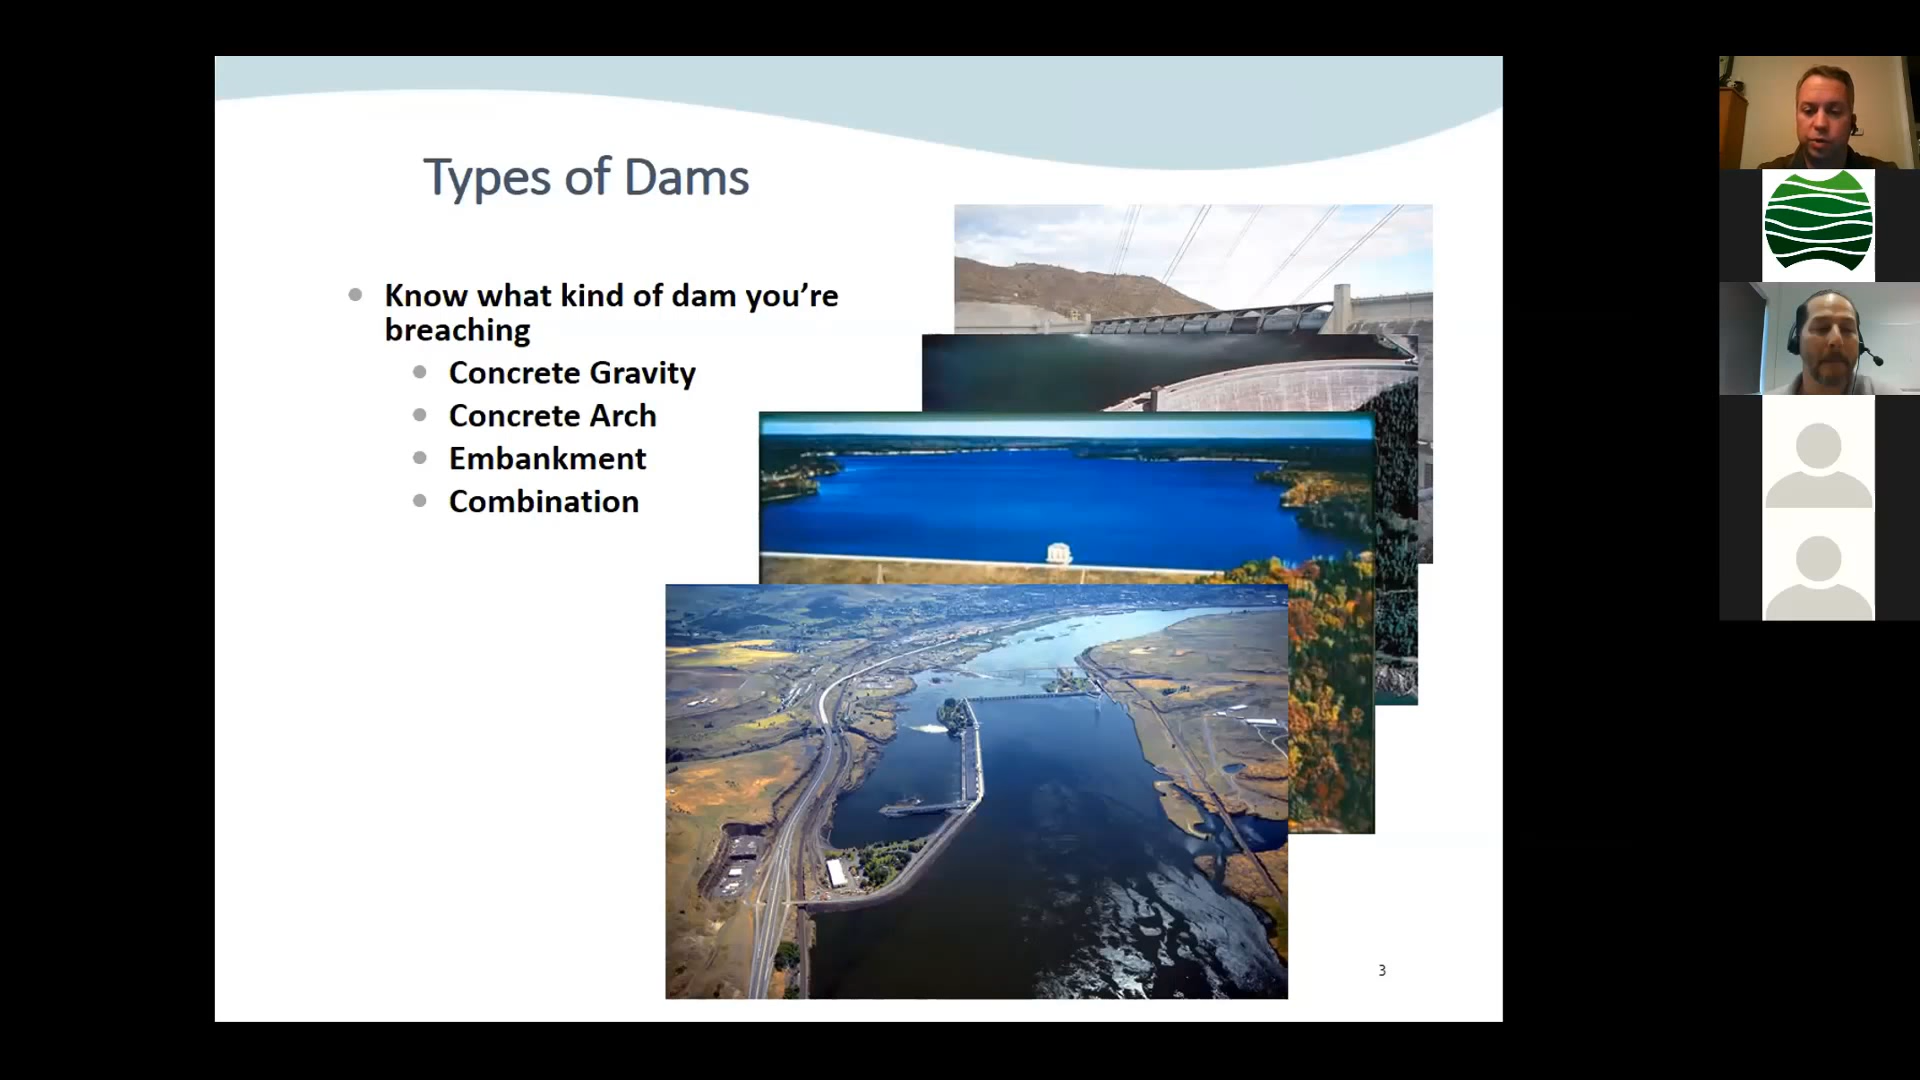 Types of Dams
Know what kind of dam you’re
breaching
Concrete Gravity
Concrete Arch
Embankment
Combination
3